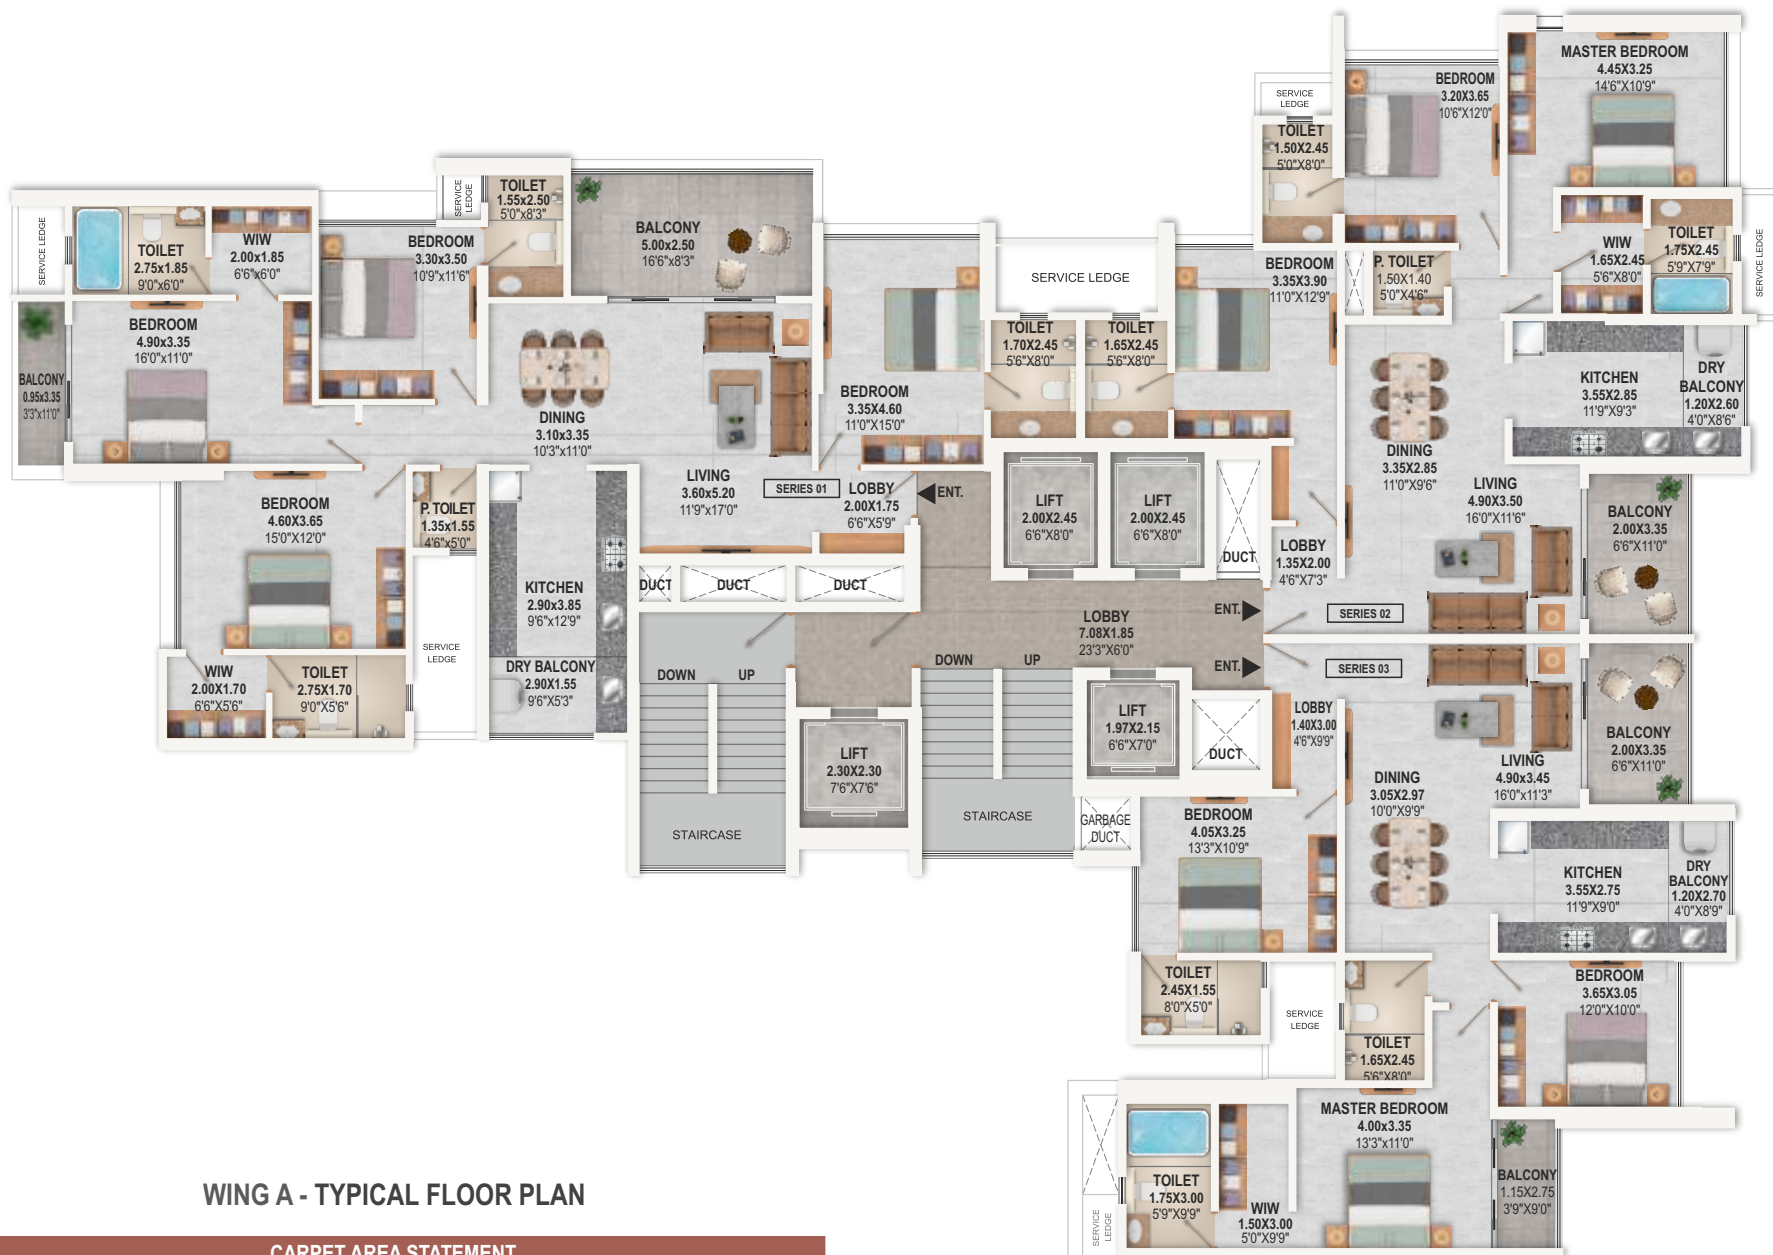 MASTER BEDROOM
4.45X3.25
14'6"X10'9"
BEDROOM
3.20X3.65
10'6"X12'0"
SERVICE
LEDGE
TOILET
1.50X2.45
5'0"X8'0"
WIW
1.65X2.45
5'6"X8'0"
TOILET
1.75X2.45
5'9"X7'9"
SERVICE LEDGE
P. TOILET
1.50X1.40
5'0"X4'6"
BEDROOM
3.35X3.90
11'0"X12'9"
SERVICE LEDGE
TOILET
1.70X2.45
5'6"X8'0"
TOILET
1.65X2.45
5'6"X8'0"
BALCONY
5.00x2.50
16'6"x8'3"
TOILET
1.55x2.50
5'0"x8'3"
SERVICE
LEDGE
BEDROOM
3.30x3.50
10'9"x11'6"
WIW
2.00x1.85
6'6"x6'0"
TOILET
2.75x1.85
9'0"x6'0"
SERVICE LEDGE
BEDROOM
4.90x3.35
16'0"x11'0"
BALCONY
0.95x3.35
3'3"x11'0"
DINING
3.10x3.35
10'3"x11'0"
BEDROOM
3.35X4.60
11'0"X15'0"
LIVING
3.60x5.20
11'9"x17'0"
SERIES 01
LOBBY
2.00X1.75
6'6"X5'9"
ENT.
LIFT
2.00X2.45
6'6"X8'0"
LIFT
2.00X2.45
6'6"X8'0"
DUCT
LOBBY
1.35X2.00
4'6"X7'3"
DINING
3.35X2.85
11'0"X9'6"
KITCHEN
3.55X2.85
11'9"X9'3"
DRY
BALCONY
1.20X2.60
4'0"X8'6"
LIVING
4.90X3.50
16'0"X11'6"
BALCONY
2.00X3.35
6'6"X11'0"
SERIES 02
ENT.
BEDROOM
4.60X3.65
15'0"X12'0"
P. TOILET
1.35x1.55
4'6"x5'0"
KITCHEN
2.90x3.85
9'6"x12'9"
DUCT
DUCT
DUCT
SERVICE
LEDGE
DRY BALCONY
2.90X1.55
9'6"X5'3"
WIW
2.00X1.70
6'6"X5'6"
TOILET
2.75X1.70
9'0"X5'6"
LOBBY
7.08X1.85
23'3"X6'0"
DOWN
UP
DOWN
UP
STAIRCASE
LIFT
2.30X2.30
7'6"X7'6"
STAIRCASE
LIFT
1.97X2.15
6'6"X7'0"
DUCT
GARBAGE
DUCT
ENT.
SERIES 03
LOBBY
1.40X3.00
4'6"X9'9"
LIVING
4.90x3.45
16'0"x11'3"
BALCONY
2.00X3.35
6'6"X11'0"
DINING
3.05X2.97
10'0"X9'9"
BEDROOM
4.05X3.25
13'3"X10'9"
KITCHEN
3.55X2.75
11'9"X9'0"
DRY
BALCONY
1.20X2.70
4'0"X8'9"
TOILET
2.45X1.55
8'0"X5'0"
SERVICE
LEDGE
TOILET
1.65X2.45
5'6"X8'0"
BEDROOM
3.65X3.05
12'0"X10'0"
MASTER BEDROOM
4.00x3.35
13'3"x11'0"
BALCONY
1.15X2.75
3'9"X9'0"
TOILET
1.75X3.00
5'9"X9'9"
WIW
1.50X3.00
5'0"X9'9"
SERVICE
LEDGE
WING A - TYPICAL FLOOR PLAN
CARPET AREA STATEMENT